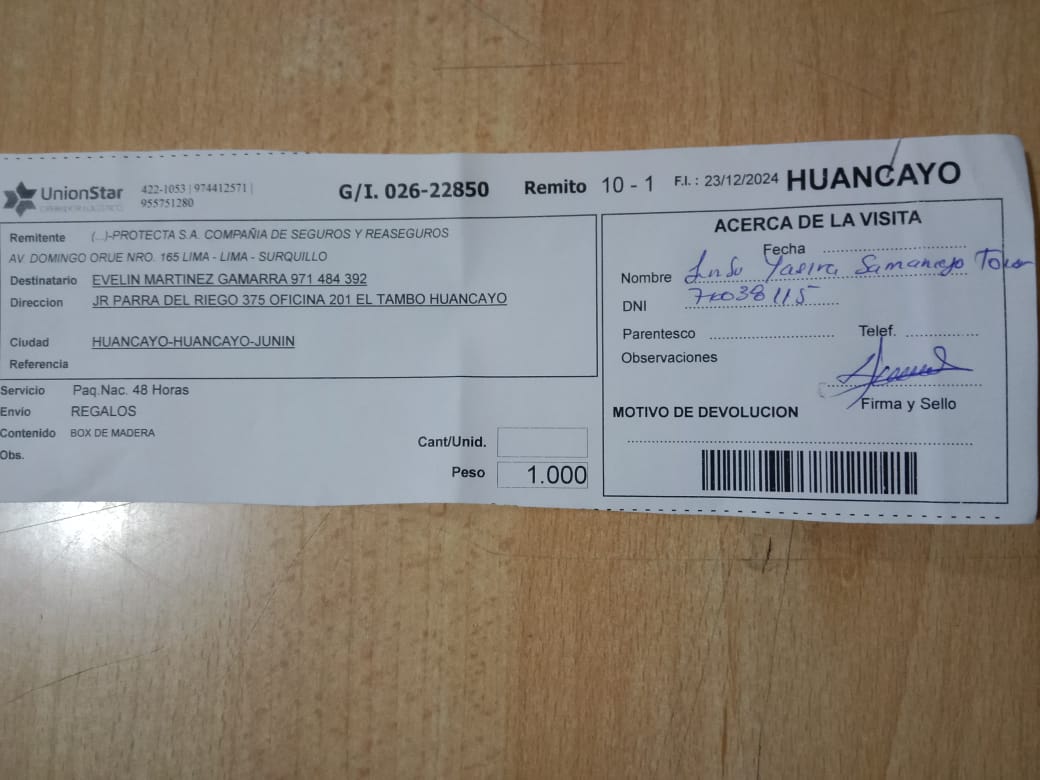 UnionStar
422-1053 | 974412571 |
955751280
G/I. 026-22850
Remito 10 - 1
F.I. : 23/12/2024
HUANCAYO
Remitente (...)-PROTECTA S.A. COMPAÑIA DE SEGUROS Y REASEGUROS
AV. DOMINGO ORUE NRO. 165 LIMA - LIMA - SURQUILLO
Destinatario EVELIN MARTINEZ GAMARRA 971 484 392
Direccion JR PARRA DEL RIEGO 375 OFICINA 201 EL TAMBO HUANCAYO
Ciudad HUANCAYO-HUANCAYO-JUNIN
Referencia
Servicio Paq.Nac. 48 Horas
Envio REGALOS
Contenido BOX DE MADERA
Obs.
Cant/Unid.
Peso 1.000
ACERCA DE LA VISITA
Fecha
Nombre Samaniego
DNI
Parentesco Telef.
Observaciones
Firma y Sello
MOTIVO DE DEVOLUCION